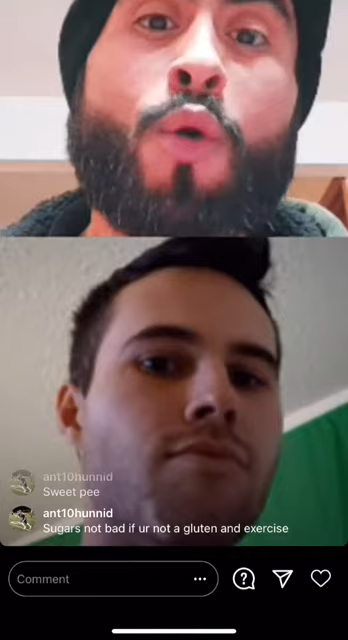 ant10hunnid
Sweet pee
ant10hunnid
Sugars not bad if ur not a gluten and exercise
Comment